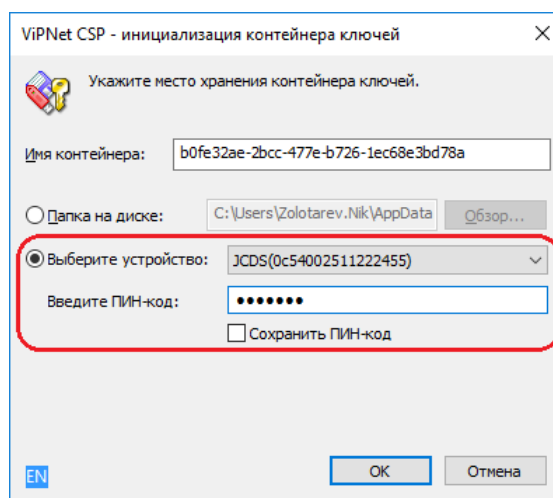 ViPNet CSP - инициализация контейнера ключей
Укажите место хранения контейнера ключей.
Имя контейнера: b0fe32ae-2bcc-477e-b726-1ec68e3bd78a
Папка на диске: C:\Users\Zolotarev.Nik\AppData Обзор...
Выберите устройство: JCDS(0c54002511222455)
Введите ПИН-код: •••••••
Сохранить ПИН-код
EN OK Отмена